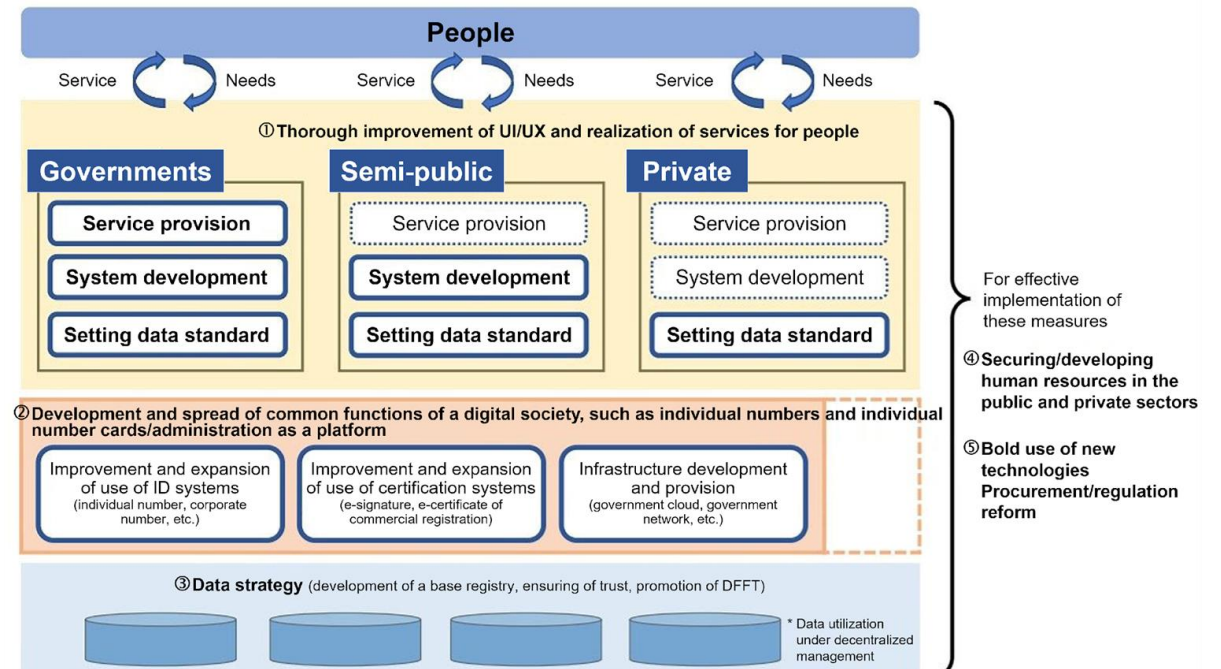 People
Service
Needs
Service
Needs
Service
Needs
①Thorough improvement of UI/UX and realization of services for people
Governments
Service provision
System development
Setting data standard
Semi-public
Service provision
System development
Setting data standard
Private
Service provision
System development
Setting data standard
②Development and spread of common functions of a digital society, such as individual numbers and individual
number cards/administration as a platform
Improvement and expansion
of use of ID systems
(individual number, corporate
number, etc.)
Improvement and expansion
of use of certification systems
(e-signature, e-certificate of
commercial registration)
Infrastructure development
and provision
(government cloud, government
network, etc.)
③Data strategy (development of a base registry, ensuring of trust, promotion of DFFT)
* Data utilization
under decentralized
management
For effective
implementation of
these measures
④Securing/developing
human resources in the
public and private sectors
⑤Bold use of new
technologies
Procurement/regulation
reform